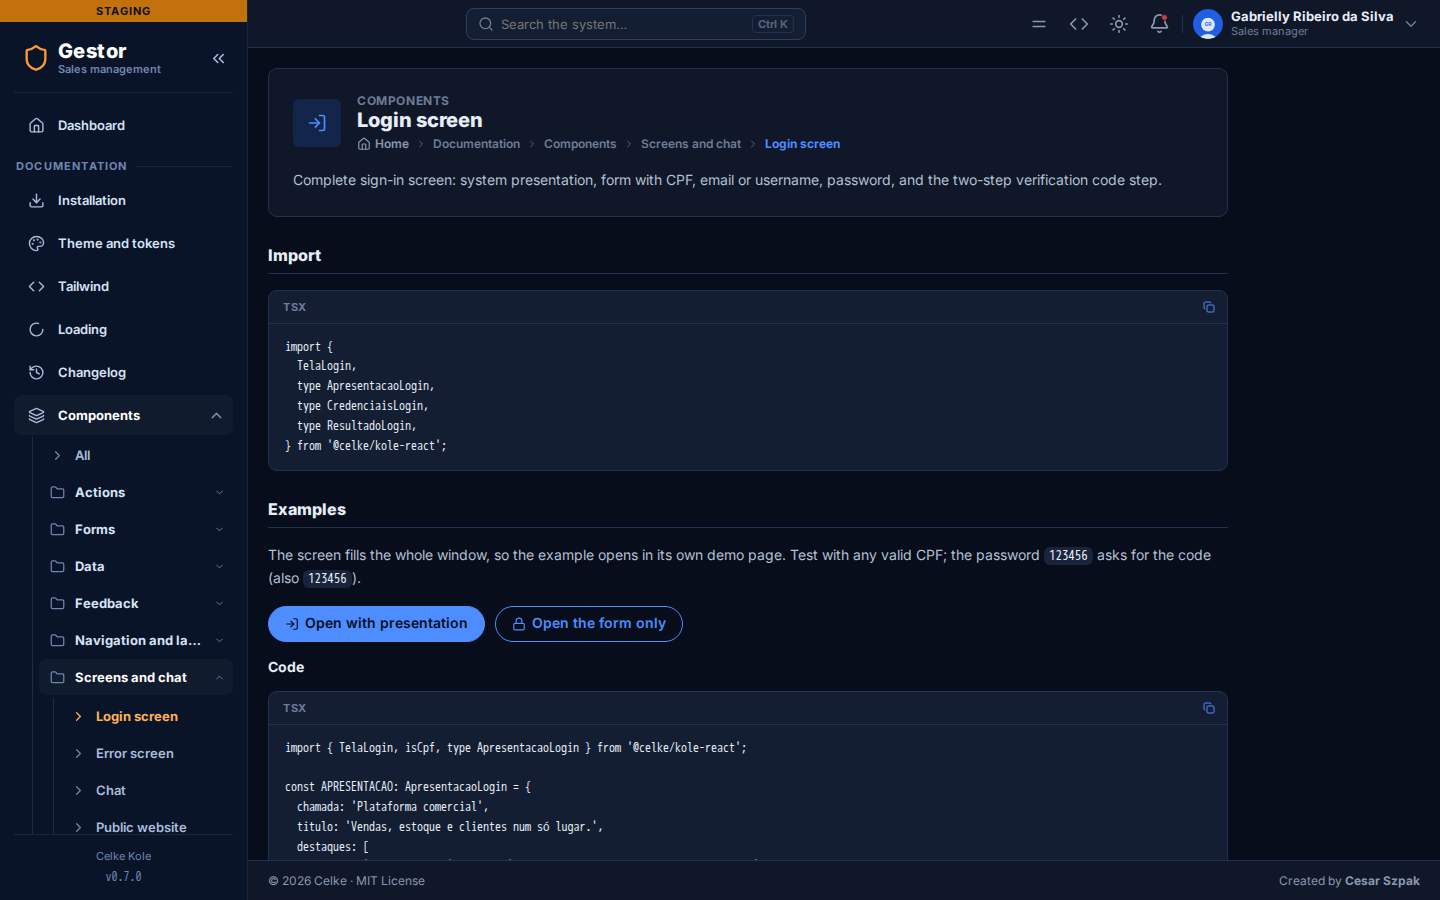 STAGING
Gestor
Sales management
Search the system...
Ctrl K
GR
Gabrielly Ribeiro da Silva
Sales manager
Dashboard
DOCUMENTATION
Installation
Theme and tokens
Tailwind
Loading
Changelog
Components
All
Actions
Forms
Data
Feedback
Navigation and la...
Screens and chat
Login screen
Error screen
Chat
Public website
Celke Kole
v0.7.0
COMPONENTS
Login screen
Home
Documentation
Components
Screens and chat
Login screen
Complete sign-in screen: system presentation, form with CPF, email or username, password, and the two-step verification code step.
Import
TSX
import {
  TelaLogin,
  type ApresentacaoLogin,
  type CredenciaisLogin,
  type ResultadoLogin,
} from '@celke/kole-react';
Examples
The screen fills the whole window, so the example opens in its own demo page. Test with any valid CPF; the password 123456 asks for the code
(also 123456).
Open with presentation
Open the form only
Code
TSX
import { TelaLogin, isCpf, type ApresentacaoLogin } from '@celke/kole-react';
const APRESENTACAO: ApresentacaoLogin = {
  chamada: 'Plataforma comercial',
  titulo: 'Vendas, estoque e clientes num só lugar.',
  destaques: [
© 2026 Celke · MIT License
Created by Cesar Szpak